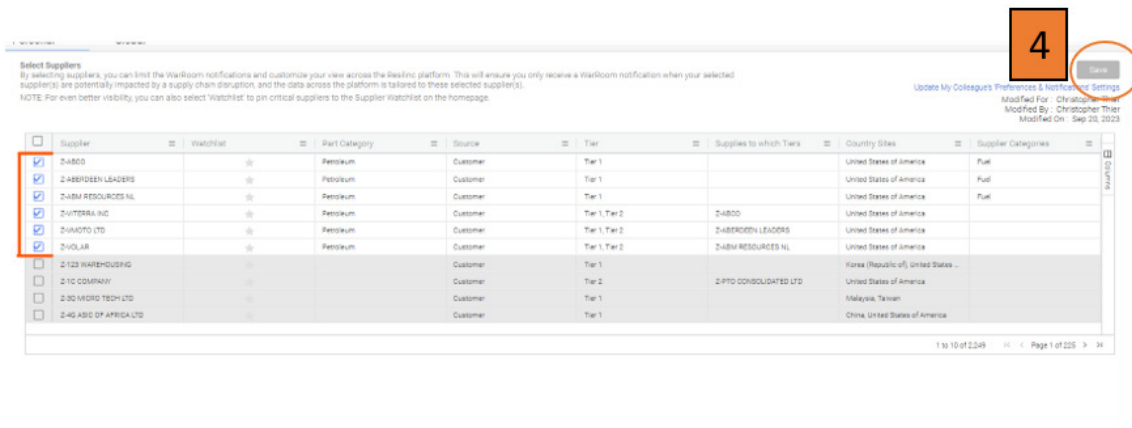 4
Select Suppliers
Save
By selecting suppliers, you can limit the WarRoom notifications and customize your view across the Resilinc platform. This will ensure you only receive a WarRoom notification when your selected
supplier(s) are potentially impacted by a supply chain disruption, and the data across the platform is tailored to these selected supplier(s).
Update My Colleague's 'Preferences & Notifications' Settings
NOTE: For even better visibility, you can also select 'Watchlist' to pin critical suppliers to the Supplier Watchlist on the homepage.
Modified For : Christopher Thier
Modified By : Christopher Thier
Modified On : Sep 20, 2023
Supplier Watchlist Part Category Source Tier Supplies to which Tiers Country Sites Supplier Categories
Columns
Z-ABCO Petroleum Customer Tier 1 United States of America Fuel
Z-ABERDEEN LEADERS Petroleum Customer Tier 1 United States of America Fuel
Z-ABM RESOURCES NL Petroleum Customer Tier 1 United States of America Fuel
Z-VITERRA INC Petroleum Customer Tier 1, Tier 2 Z-ABCO United States of America
Z-VMOTO LTD Petroleum Customer Tier 1, Tier 2 Z-ABERDEEN LEADERS United States of America
Z-VOLAR Petroleum Customer Tier 1, Tier 2 Z-ABM RESOURCES NL United States of America
Z-123 WAREHOUSING Customer Tier 1 Korea (Republic of), United States ...
Z-1C COMPANY Customer Tier 2 Z-PTO CONSOLIDATED LTD United States of America
Z-3Q MICRO TECH LTD Customer Tier 1 Malaysia, Taiwan
Z-4G ASIC OF AFRICA LTD Customer Tier 1 China, United States of America
1 to 10 of 2,249 Page 1 of 225